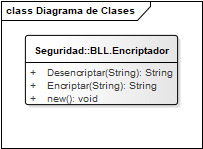 class Diagrama de Clases
Seguridad::BLL.Encriptador
+ Desencriptar(String): String
+ Encriptar(String): String
+ new(): void